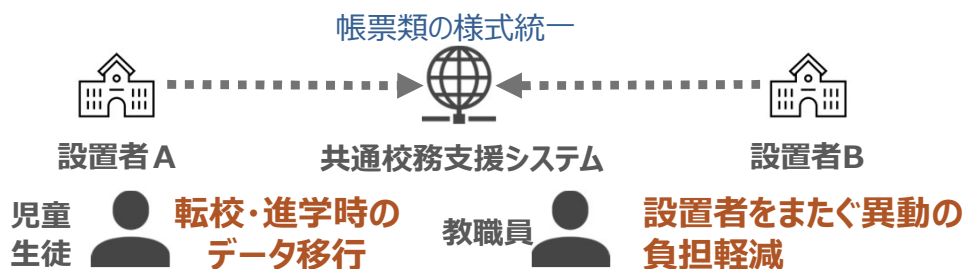 帳票類の様式統一
設置者A
共通校務支援システム
設置者B
児童
生徒
転校・進学時の
データ移行
教職員
設置者をまたぐ異動の
負担軽減